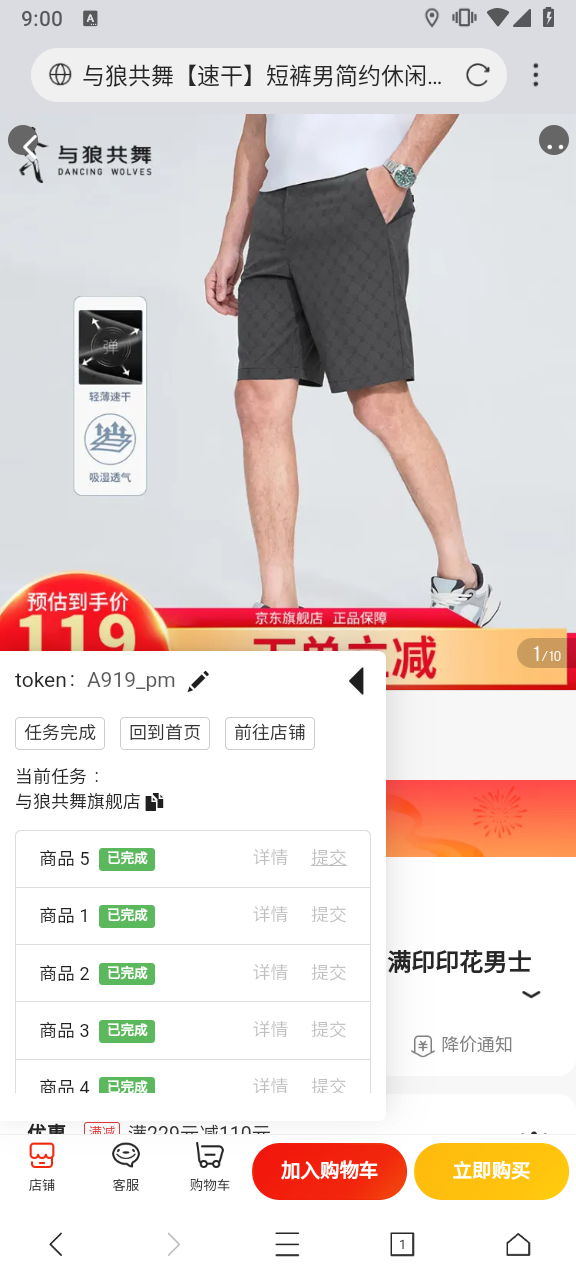 9:00
A
与狼共舞【速干】短裤男简约休闲...
与狼共舞
DANCING WOLVES
弹
轻薄速干
吸湿透气
预估到手价
119
京东旗舰店 正品保障
下单立减
1/10
token: A919_pm
任务完成 回到首页 前往店铺
当前任务：
与狼共舞旗舰店
商品 5 已完成 详情 提交
商品 1 已完成 详情 提交
商品 2 已完成 详情 提交
商品 3 已完成 详情 提交
商品 4 已完成 详情 提交
满印印花男士
降价通知
优惠 满减 满229元减110元
店铺 客服 购物车 加入购物车 立即购买
1